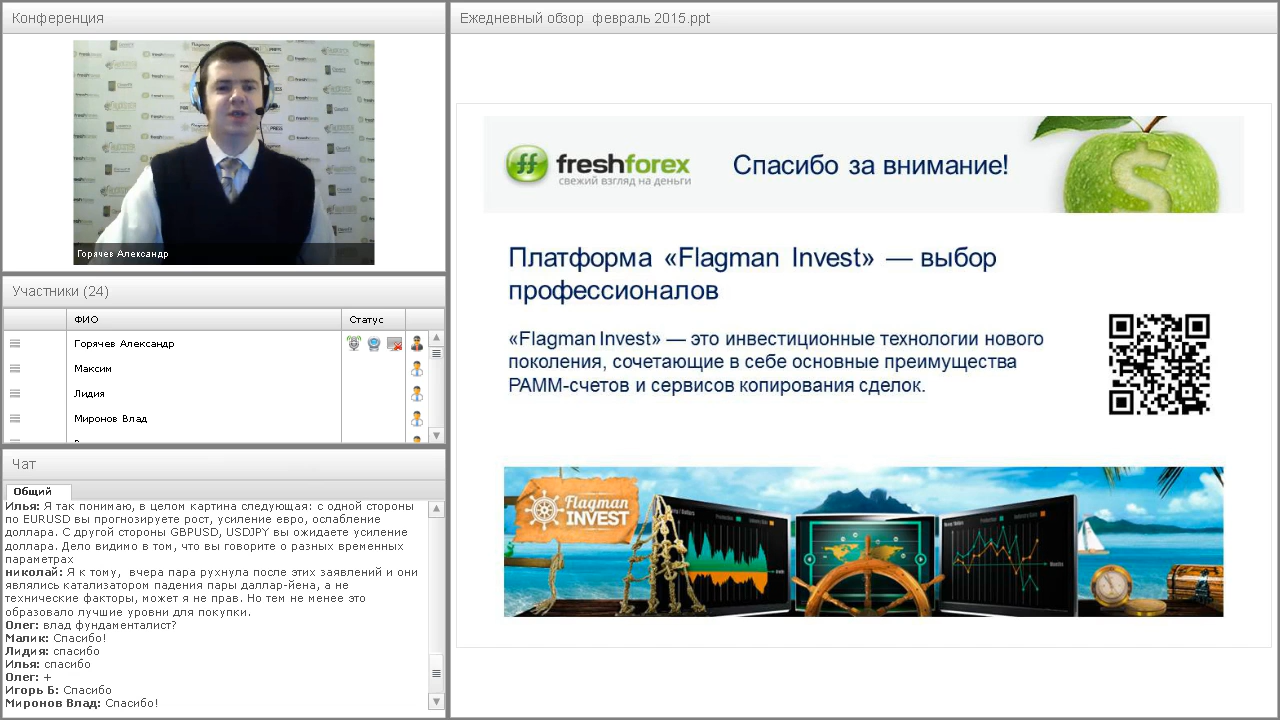 Конференция
Горячев Александр
Участники (24)
ФИО
Статус
Горячев Александр
Максим
Лидия
Миронов Влад
Чат
Общий
Илья: Я так понимаю, в целом картина следующая: с одной стороны
по EURUSD вы прогнозируете рост, усиление евро, ослабление
доллара. С другой стороны GBPUSD, USDJPY вы ожидаете усиление
доллара. Дело видимо в том, что вы говорите о разных временных
параметрах
николай: Я к тому, вчера пара рухнула после этих заявлений и они
являлись катализатором падения пары доллар-йена, а не
технические факторы, может я не прав. Но тем не менее это
образовало лучшие уровни для покупки.
Олег: влад фундаменталист?
Малик: Спасибо!
Лидия: спасибо
Илья: спасибо
Олег: +
Игорь Б: Спасибо
Миронов Влад: Спасибо!
Ежедневный обзор февраль 2015.ppt
ff freshforex
свежий взгляд на деньги
Спасибо за внимание!
Платформа «Flagman Invest» — выбор
профессионалов
«Flagman Invest» — это инвестиционные технологии нового
поколения, сочетающие в себе основные преимущества
РАММ-счетов и сервисов копирования сделок.
Flagman
INVEST